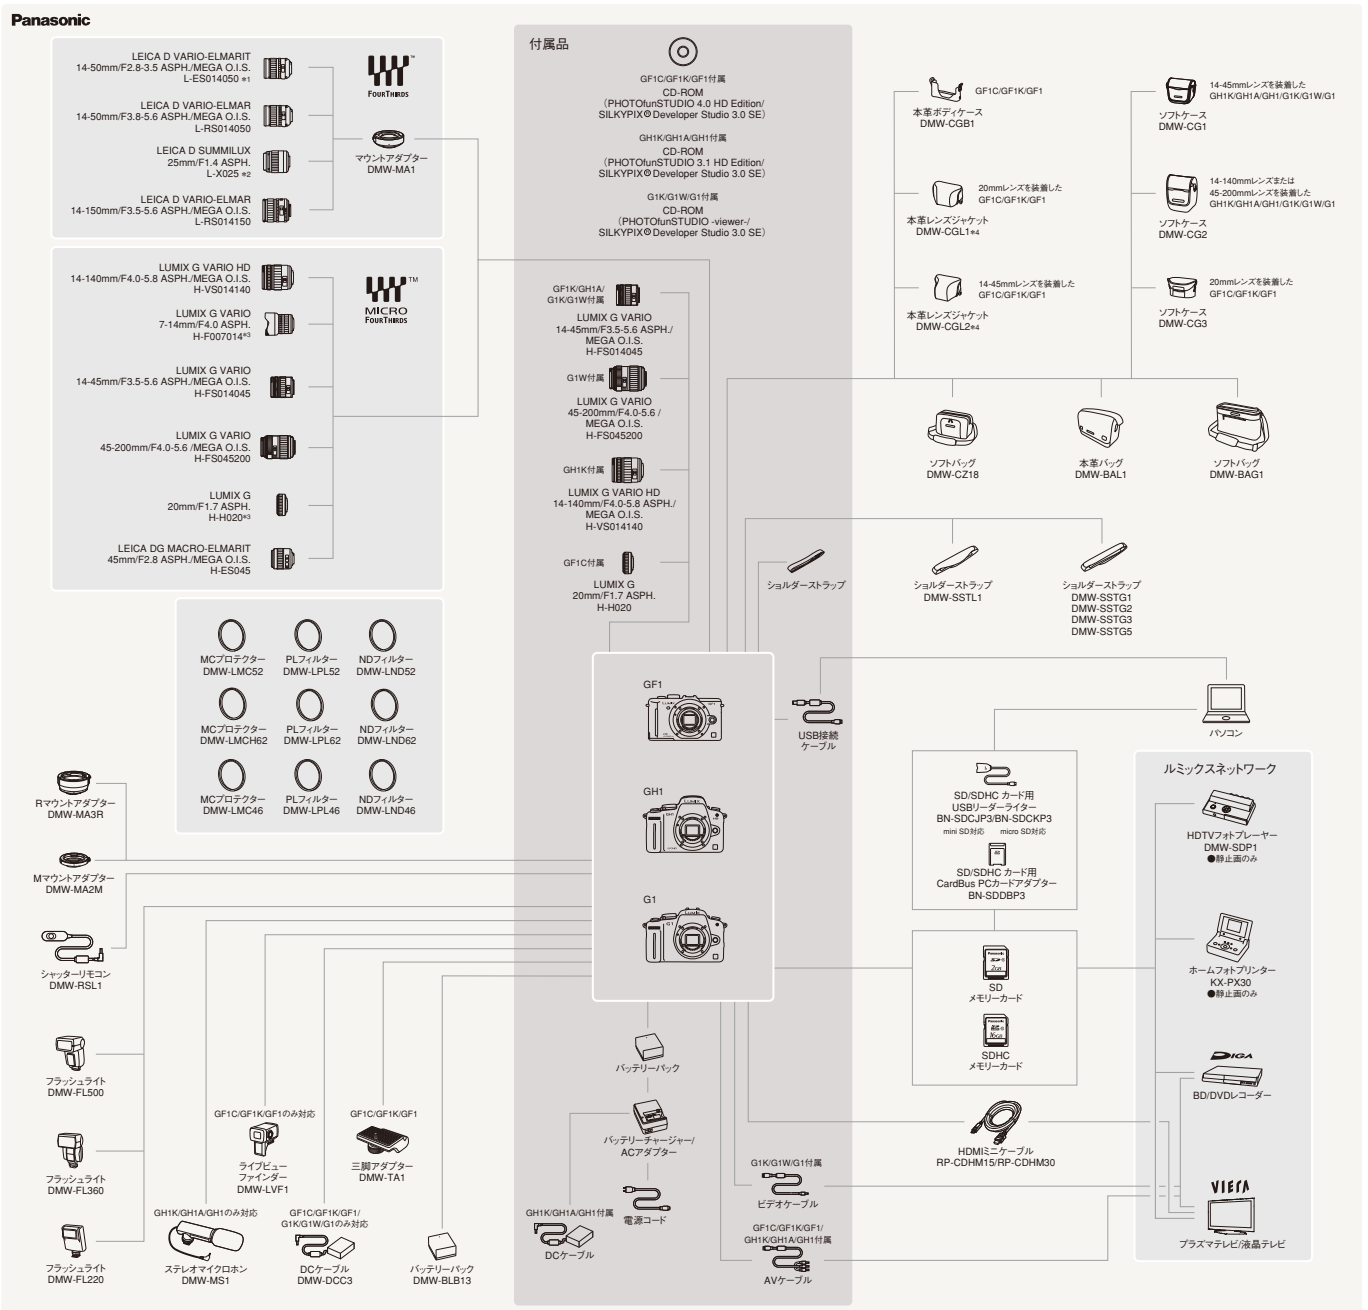 Panasonic
LEICA D VARIO-ELMARIT
14-50mm/F2.8-3.5 ASPH./MEGA O.I.S.
L-ES014050 *1
LEICA D VARIO-ELMAR
14-50mm/F3.8-5.6 ASPH./MEGA O.I.S.
L-RS014050
LEICA D SUMMILUX
25mm/F1.4 ASPH.
L-X025 *2
LEICA D VARIO-ELMAR
14-150mm/F3.5-5.6 ASPH./MEGA O.I.S.
L-RS014150
FOURTHIRDS
マウントアダプター
DMW-MA1
LUMIX G VARIO HD
14-140mm/F4.0-5.8 ASPH./MEGA O.I.S.
H-VS014140
LUMIX G VARIO
7-14mm/F4.0 ASPH.
H-F007014*3
LUMIX G VARIO
14-45mm/F3.5-5.6 ASPH./MEGA O.I.S.
H-FS014045
LUMIX G VARIO
45-200mm/F4.0-5.6 /MEGA O.I.S.
H-FS045200
LUMIX G
20mm/F1.7 ASPH.
H-H020*3
LEICA DG MACRO-ELMARIT
45mm/F2.8 ASPH./MEGA O.I.S.
H-ES045
TM
MICRO
FOURTHIRDS
MCプロテクター
DMW-LMC52
PLフィルター
DMW-LPL52
NDフィルター
DMW-LND52
MCプロテクター
DMW-LMCH62
PLフィルター
DMW-LPL62
NDフィルター
DMW-LND62
MCプロテクター
DMW-LMC46
PLフィルター
DMW-LPL46
NDフィルター
DMW-LND46
Rマウントアダプター
DMW-MA3R
Mマウントアダプター
DMW-MA2M
シャッターリモコン
DMW-RSL1
フラッシュライト
DMW-FL500
フラッシュライト
DMW-FL360
フラッシュライト
DMW-FL220
GF1C/GF1K/GF1のみ対応
ライブビュー
ファインダー
DMW-LVF1
GF1C/GF1K/GF1
三脚アダプター
DMW-TA1
GH1K/GH1A/GH1のみ対応
ステレオマイクロホン
DMW-MS1
GF1C/GF1K/GF1/
G1K/G1W/G1のみ対応
DCケーブル
DMW-DCC3
バッテリーパック
DMW-BLB13
付属品
GF1C/GF1K/GF1付属
CD-ROM
(PHOTOfunSTUDIO 4.0 HD Edition/
SILKYPIX® Developer Studio 3.0 SE)
GH1K/GH1A/GH1付属
CD-ROM
(PHOTOfunSTUDIO 3.1 HD Edition/
SILKYPIX® Developer Studio 3.0 SE)
G1K/G1W/G1付属
CD-ROM
(PHOTOfunSTUDIO -viewer-/
SILKYPIX® Developer Studio 3.0 SE)
GF1K/GH1A/
G1K/G1W付属
LUMIX G VARIO
14-45mm/F3.5-5.6 ASPH./
MEGA O.I.S.
H-FS014045
G1W付属
LUMIX G VARIO
45-200mm/F4.0-5.6 /
MEGA O.I.S.
H-FS045200
GH1K付属
LUMIX G VARIO HD
14-140mm/F4.0-5.8 ASPH./
MEGA O.I.S.
H-VS014140
GF1C付属
LUMIX G
20mm/F1.7 ASPH.
H-H020
ショルダーストラップ
GF1
GH1
G1
USB接続
ケーブル
バッテリーパック
バッテリーチャージャー/
ACアダプター
電源コード
GH1K/GH1A/GH1付属
DCケーブル
G1K/G1W/G1付属
ビデオケーブル
GF1C/GF1K/GF1/
GH1K/GH1A/GH1付属
AVケーブル
GF1C/GF1K/GF1
本革ボディケース
DMW-CGB1
20mmレンズを装着した
GF1C/GF1K/GF1
本革レンズジャケット
DMW-CGL1*4
14-45mmレンズを装着した
GF1C/GF1K/GF1
本革レンズジャケット
DMW-CGL2*4
14-45mmレンズを装着した
GH1K/GH1A/GH1/G1K/G1W/G1
ソフトケース
DMW-CG1
14-140mmレンズまたは
45-200mmレンズを装着した
GH1K/GH1A/GH1/G1K/G1W/G1
ソフトケース
DMW-CG2
20mmレンズを装着した
GF1C/GF1K/GF1
ソフトケース
DMW-CG3
ソフトバッグ
DMW-CZ18
本革バッグ
DMW-BAL1
ソフトバッグ
DMW-BAG1
ショルダーストラップ
DMW-SSTL1
ショルダーストラップ
DMW-SSTG1
DMW-SSTG2
DMW-SSTG3
DMW-SSTG5
パソコン
SD/SDHC カード用
USBリーダーライター
BN-SDCJP3/BN-SDCKP3
mini SD対応 micro SD対応
SD/SDHC カード用
CardBus PCカードアダプター
BN-SDDBP3
SD
メモリーカード
SDHC
メモリーカード
HDMIミニケーブル
RP-CDHM15/RP-CDHM30
ルミックスネットワーク
HDTVフォトプレーヤー
DMW-SDP1
●静止画のみ
ホームフォトプリンター
KX-PX30
●静止画のみ
DIGA
BD/DVDレコーダー
VIERA
プラズマテレビ/液晶テレビ